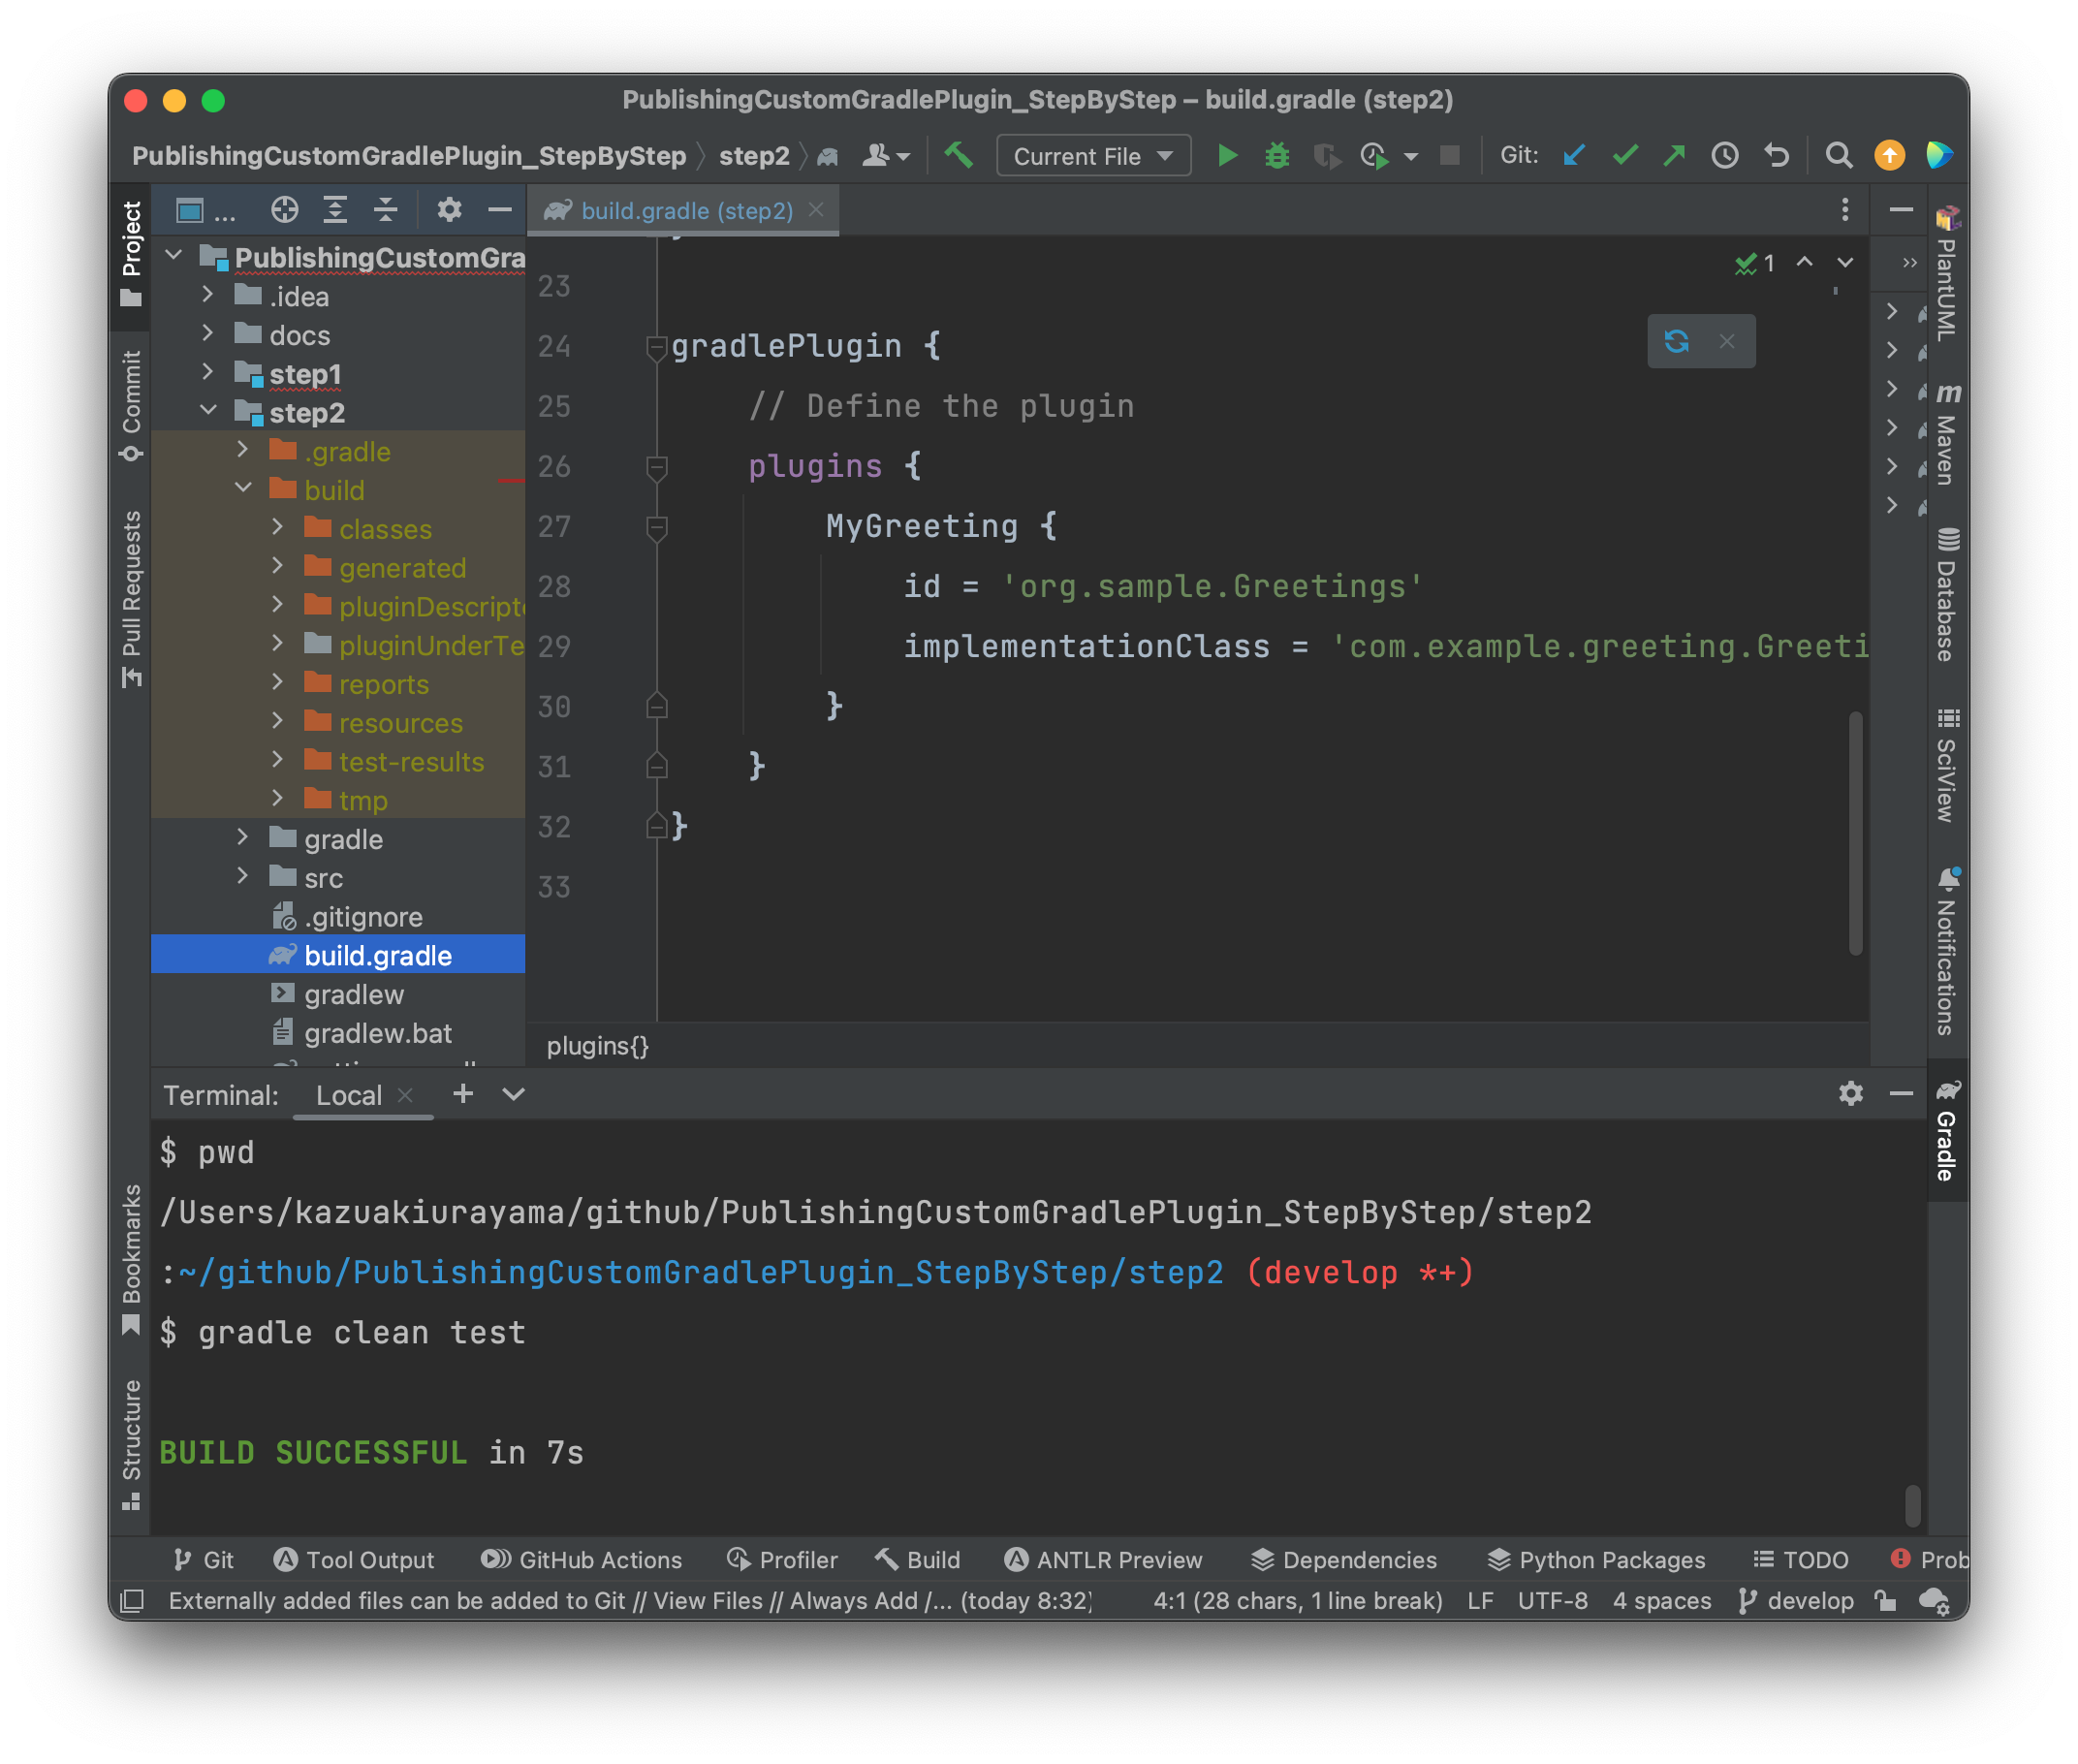 PublishingCustomGradlePlugin_StepByStep – build.gradle (step2)
PublishingCustomGradlePlugin_StepByStep step2 Current File Git:
Project
Commit
Pull Requests
Bookmarks
Structure
...
PublishingCustomGra
.idea
docs
step1
step2
.gradle
build
classes
generated
pluginDescript
pluginUnderTe
reports
resources
test-results
tmp
gradle
src
.gitignore
build.gradle
gradlew
gradlew.bat
build.gradle (step2)
1
23
24 gradlePlugin {
25 // Define the plugin
26 plugins {
27 MyGreeting {
28 id = 'org.sample.Greetings'
29 implementationClass = 'com.example.greeting.Greeti
30 }
31 }
32 }
33
plugins{}
PlantUML
Maven
Database
SciView
Notifications
Gradle
Terminal: Local
$ pwd
/Users/kazuakiurayama/github/PublishingCustomGradlePlugin_StepByStep/step2
:~/github/PublishingCustomGradlePlugin_StepByStep/step2 (develop *+)
$ gradle clean test
BUILD SUCCESSFUL in 7s
Git Tool Output GitHub Actions Profiler Build ANTLR Preview Dependencies Python Packages TODO Prob
Externally added files can be added to Git // View Files // Always Add /... (today 8:32) 4:1 (28 chars, 1 line break) LF UTF-8 4 spaces develop